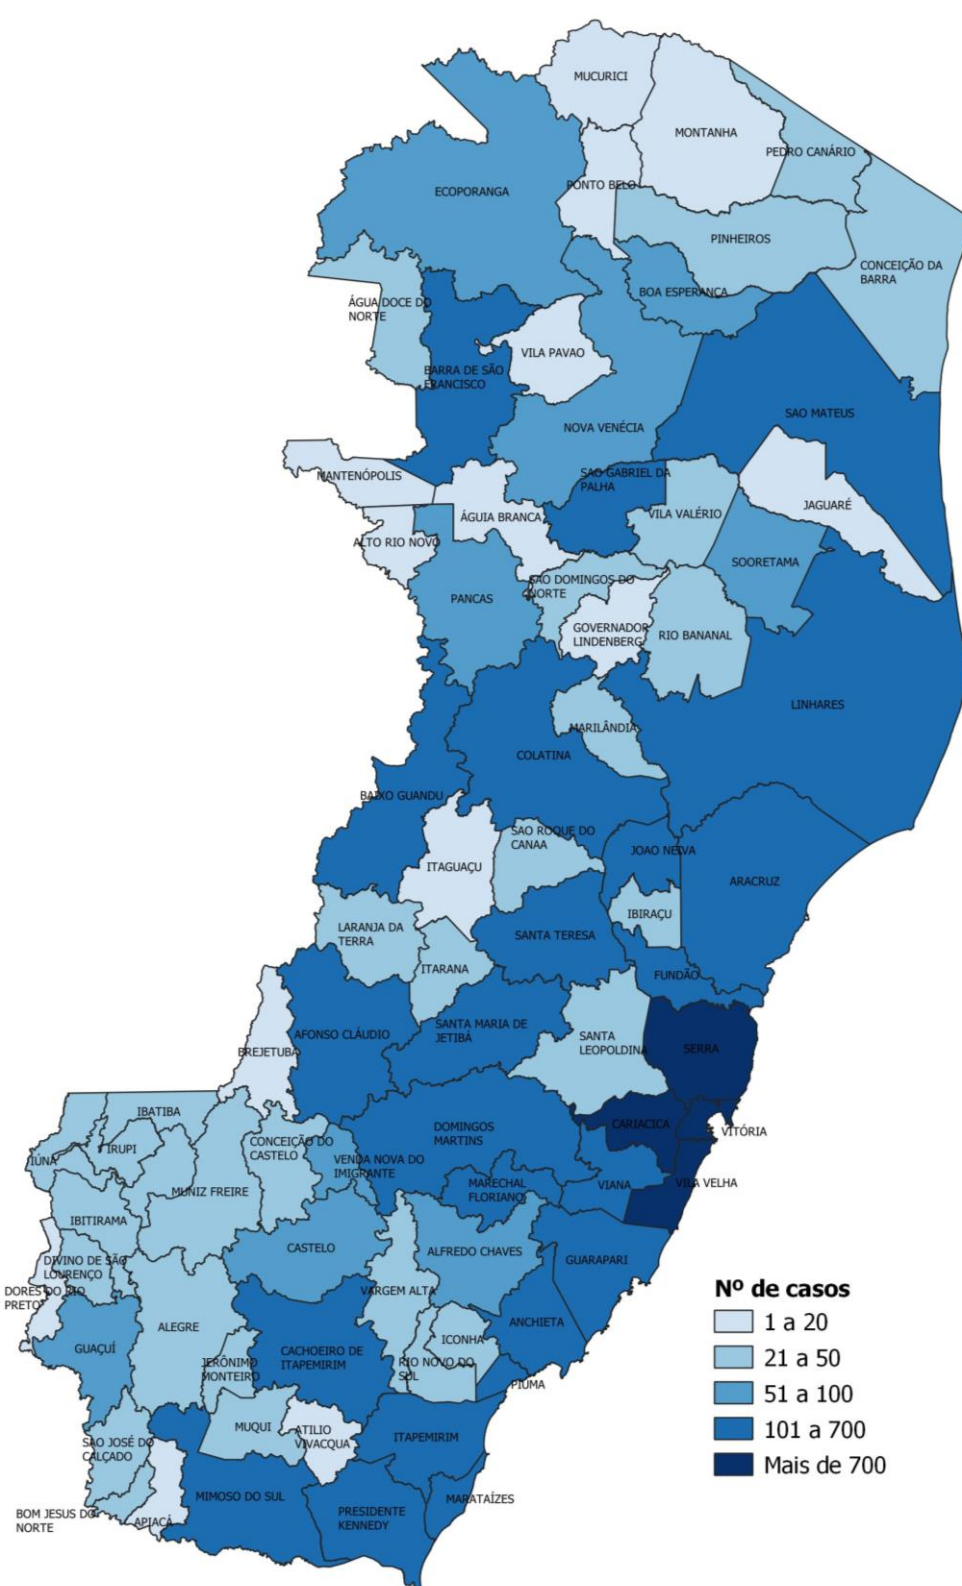 MUCURICI
MONTANHA
PEDRO CANÁRIO
ECOPORANGA
PONTO BELO
PINHEIROS
CONCEIÇÃO DA
BARRA
BOA ESPERANÇA
ÁGUA DOCE DO
NORTE
VILA PAVAO
BARRA DE SÃO
FRANCISCO
SAO MATEUS
NOVA VENÉCIA
MANTENÓPOLIS
SAO GABRIEL DA
PALHA
JAGUARÉ
ÁGUIA BRANCA
VILA VALÉRIO
ALTO RIO NOVO
SOORETAMA
PANCAS
SAO DOMINGOS DO
NORTE
GOVERNADOR
LINDENBERG
RIO BANANAL
LINHARES
MARILÂNDIA
COLATINA
BAIXO GUANDU
SAO ROQUE DO
CANAA
JOAO NEIVA
ITAGUAÇU
ARACRUZ
IBIRAÇU
LARANJA DA
TERRA
SANTA TERESA
ITARANA
FUNDÃO
AFONSO CLÁUDIO
SANTA MARIA DE
JETIBÁ
SANTA
LEOPOLDINA
SERRA
BREJETUBA
IBATIBA
DOMINGOS
MARTINS
CARIACICA
VITÓRIA
IRUPI
CONCEIÇÃO DO
CASTELO
IÚNA
VENDA NOVA DO
IMIGRANTE
MARECHAL
FLORIANO
VIANA
VILA VELHA
MUNIZ FREIRE
IBITIRAMA
CASTELO
ALFREDO CHAVES
GUARAPARI
DIVINO DE SÃO
LOURENÇO
DORES DO RIO
PRETO
VARGEM ALTA
ALEGRE
ANCHIETA
GUAÇUÍ
ICONHA
CACHOEIRO DE
ITAPEMIRIM
JERÔNIMO
MONTEIRO
RIO NOVO DO
SUL
PIÚMA
MUQUI
ATILIO
VIVACQUA
ITAPEMIRIM
SAO JOSÉ DO
CALÇADO
MIMOSO DO SUL
PRESIDENTE
KENNEDY
MARATAÍZES
BOM JESUS DO
NORTE
APIACÁ
Nº de casos
1 a 20
21 a 50
51 a 100
101 a 700
Mais de 700